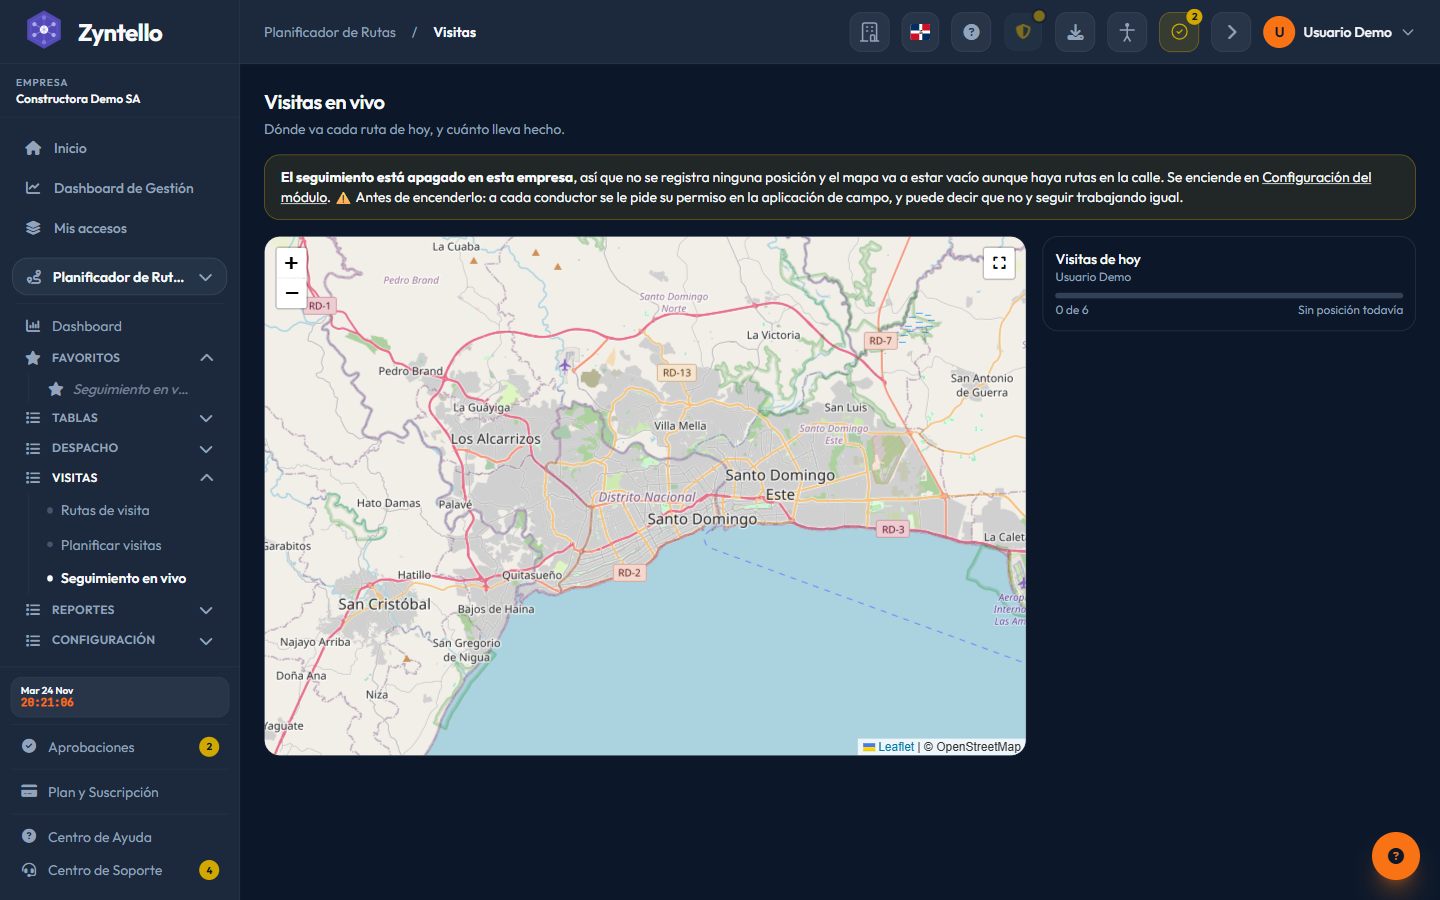 Zyntello
Planificador de Rutas / Visitas
2
U
Usuario Demo
EMPRESA
Constructora Demo SA
Inicio
Dashboard de Gestión
Mis accesos
Planificador de Rut...
Dashboard
FAVORITOS
Seguimiento en v...
TABLAS
DESPACHO
VISITAS
Rutas de visita
Planificar visitas
Seguimiento en vivo
REPORTES
CONFIGURACIÓN
Mar 24 Nov
20:21:06
Aprobaciones
2
Plan y Suscripción
Centro de Ayuda
Centro de Soporte
4
Visitas en vivo
Dónde va cada ruta de hoy, y cuánto lleva hecho.
El seguimiento está apagado en esta empresa, así que no se registra ninguna posición y el mapa va a estar vacío aunque haya rutas en la calle. Se enciende en Configuración del
módulo. ⚠ Antes de encenderlo: a cada conductor se le pide su permiso en la aplicación de campo, y puede decir que no y seguir trabajando igual.
+
−
La Cuaba
Pedro Brand
Santo Domingo
Norte
RD-1
La Victoria
RD-7
Pedro Brand
RD-13
San Antonio
de Guerra
La Guáyiga
San Luis
Villa Mella
Santo Domingo
Este
Los Alcarrizos
Santo Domingo
Este
Distrito Nacional
Hato Damas
Palavé
Santo Domingo
RD-3
La Calet
Garabitos
Hatillo
Quitasueño
RD-2
Aerop
Interna
Las Am
San Cristóbal
Bajos de Haina
Najayo Arriba
San Gregorio
de Nigua
Doña Ana
Niza
Yaguate
Leaflet | © OpenStreetMap
Visitas de hoy
Usuario Demo
0 de 6
Sin posición todavía